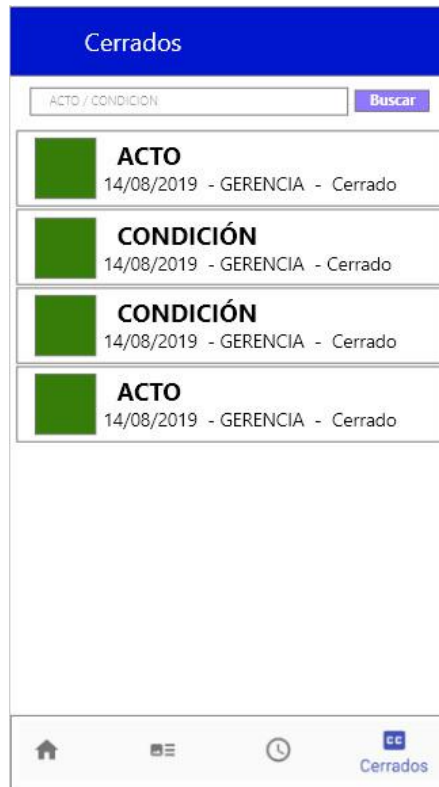 Cerrados
ACTO / CONDICION
Buscar
ACTO
14/08/2019 - GERENCIA - Cerrado
CONDICIÓN
14/08/2019 - GERENCIA - Cerrado
CONDICIÓN
14/08/2019 - GERENCIA - Cerrado
ACTO
14/08/2019 - GERENCIA - Cerrado
CC
Cerrados